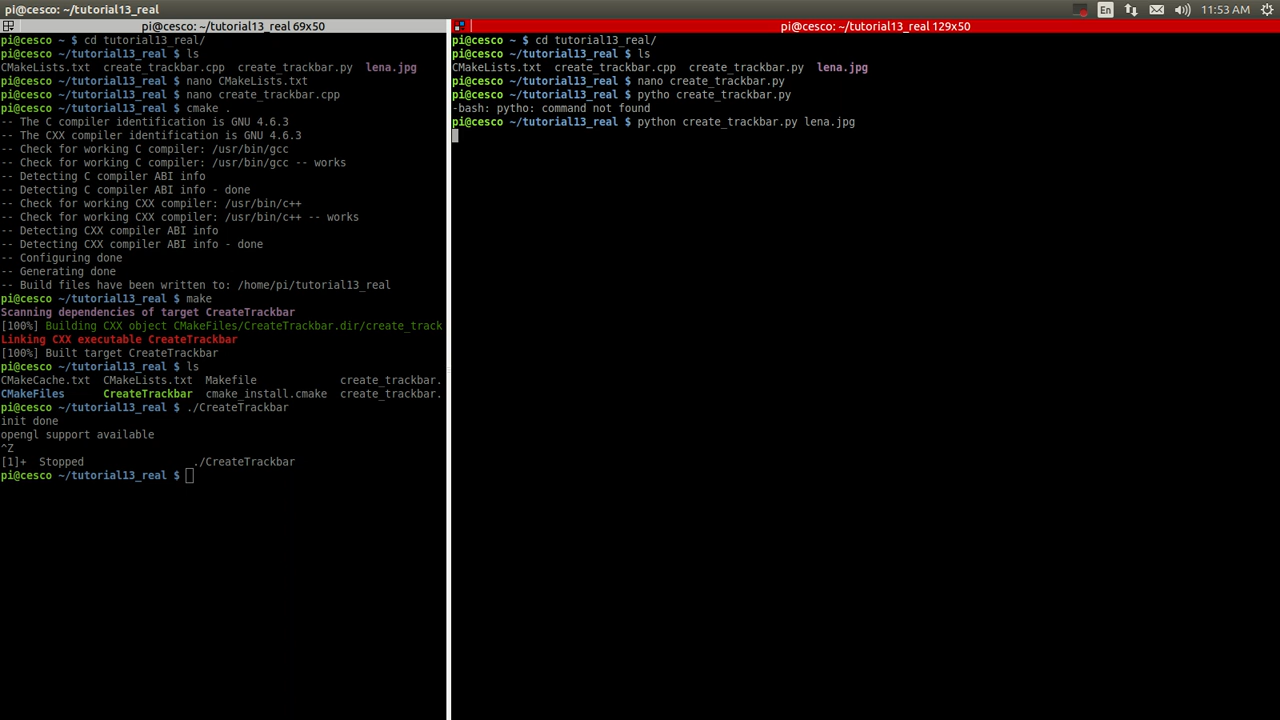 pi@cesco: ~/tutorial13_real
En
11:53 AM
pi@cesco: ~/tutorial13_real 69x50
pi@cesco ~ $ cd tutorial13_real/
pi@cesco ~/tutorial13_real $ ls
CMakeLists.txt  create_trackbar.cpp  create_trackbar.py  lena.jpg
pi@cesco ~/tutorial13_real $ nano CMakeLists.txt
pi@cesco ~/tutorial13_real $ nano create_trackbar.cpp
pi@cesco ~/tutorial13_real $ cmake .
-- The C compiler identification is GNU 4.6.3
-- The CXX compiler identification is GNU 4.6.3
-- Check for working C compiler: /usr/bin/gcc
-- Check for working C compiler: /usr/bin/gcc -- works
-- Detecting C compiler ABI info
-- Detecting C compiler ABI info - done
-- Check for working CXX compiler: /usr/bin/c++
-- Check for working CXX compiler: /usr/bin/c++ -- works
-- Detecting CXX compiler ABI info
-- Detecting CXX compiler ABI info - done
-- Configuring done
-- Generating done
-- Build files have been written to: /home/pi/tutorial13_real
pi@cesco ~/tutorial13_real $ make
Scanning dependencies of target CreateTrackbar
[100%] Building CXX object CMakeFiles/CreateTrackbar.dir/create_track
Linking CXX executable CreateTrackbar
[100%] Built target CreateTrackbar
pi@cesco ~/tutorial13_real $ ls
CMakeCache.txt  CMakeLists.txt  Makefile             create_trackbar.
CMakeFiles      CreateTrackbar  cmake_install.cmake  create_trackbar.
pi@cesco ~/tutorial13_real $ ./CreateTrackbar
init done
opengl support available
^Z
[1]+  Stopped                 ./CreateTrackbar
pi@cesco ~/tutorial13_real $
pi@cesco: ~/tutorial13_real 129x50
pi@cesco ~ $ cd tutorial13_real/
pi@cesco ~/tutorial13_real $ ls
CMakeLists.txt  create_trackbar.cpp  create_trackbar.py  lena.jpg
pi@cesco ~/tutorial13_real $ nano create_trackbar.py
pi@cesco ~/tutorial13_real $ pytho create_trackbar.py
-bash: pytho: command not found
pi@cesco ~/tutorial13_real $ python create_trackbar.py lena.jpg